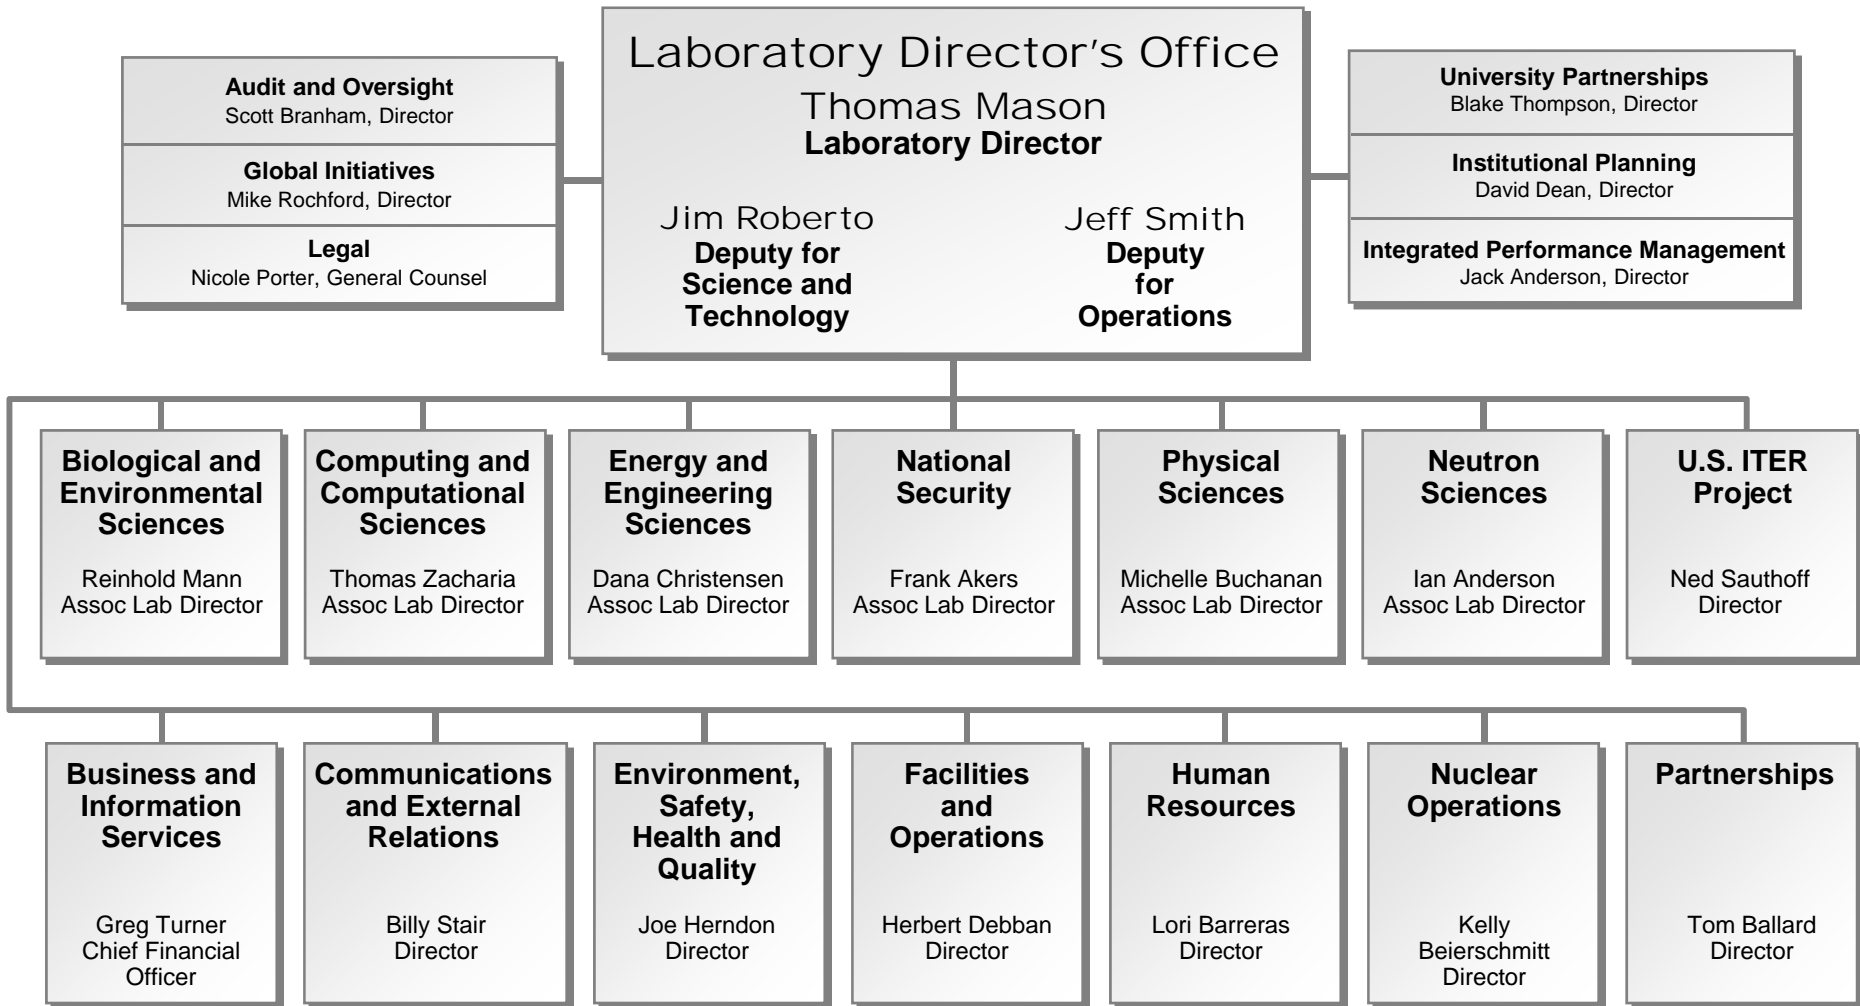 Laboratory Director's Office
Thomas Mason
Laboratory Director
Jim Roberto
Deputy for
Science and
Technology
Jeff Smith
Deputy
for
Operations
Audit and Oversight
Scott Branham, Director
Global Initiatives
Mike Rochford, Director
Legal
Nicole Porter, General Counsel
University Partnerships
Blake Thompson, Director
Institutional Planning
David Dean, Director
Integrated Performance Management
Jack Anderson, Director
Biological and
Environmental
Sciences
Reinhold Mann
Assoc Lab Director
Computing and
Computational
Sciences
Thomas Zacharia
Assoc Lab Director
Energy and
Engineering
Sciences
Dana Christensen
Assoc Lab Director
National
Security
Frank Akers
Assoc Lab Director
Physical
Sciences
Michelle Buchanan
Assoc Lab Director
Neutron
Sciences
Ian Anderson
Assoc Lab Director
U.S. ITER
Project
Ned Sauthoff
Director
Business and
Information
Services
Greg Turner
Chief Financial
Officer
Communications
and External
Relations
Billy Stair
Director
Environment,
Safety,
Health and
Quality
Joe Herndon
Director
Facilities
and
Operations
Herbert Debban
Director
Human
Resources
Lori Barreras
Director
Nuclear
Operations
Kelly
Beierschmitt
Director
Partnerships
Tom Ballard
Director